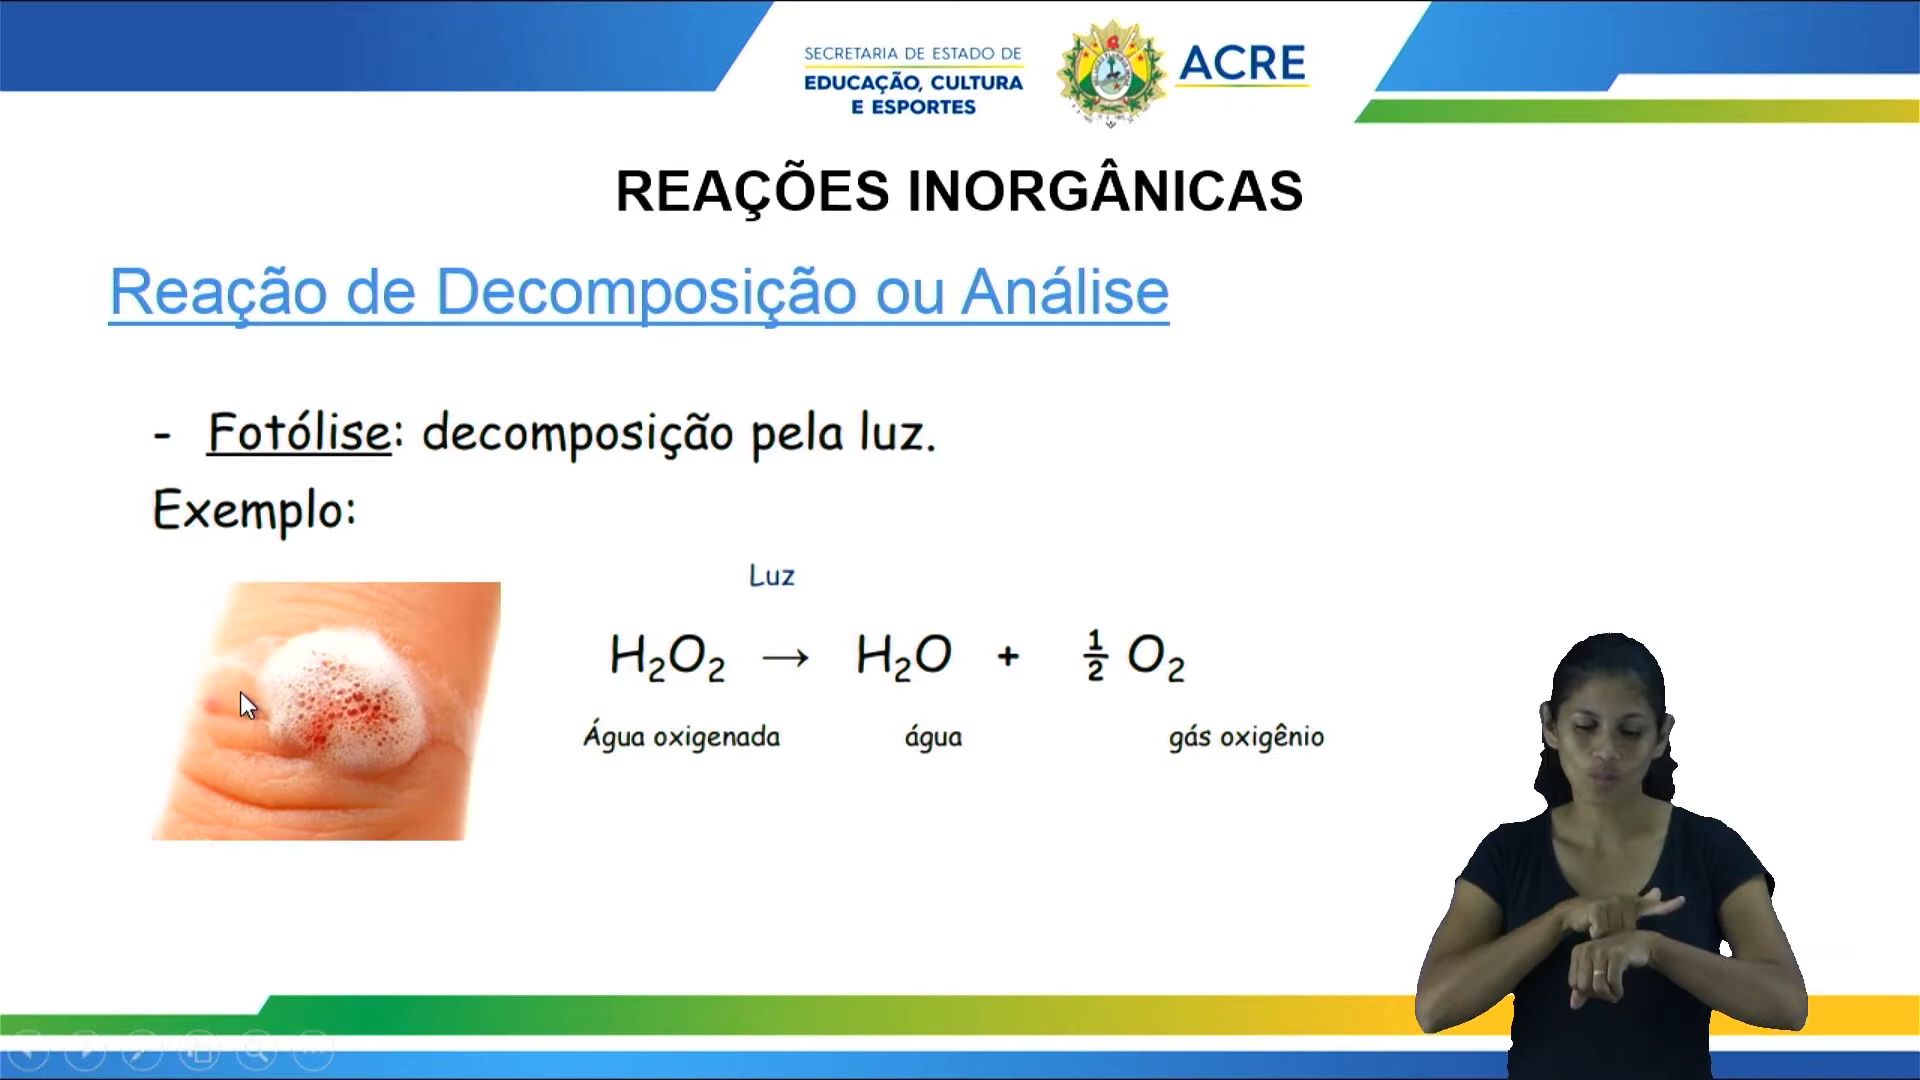 SECRETARIA DE ESTADO DE
EDUCAÇÃO, CULTURA
E ESPORTES
ACRE
REAÇÕES INORGÂNICAS
Reação de Decomposição ou Análise
- Fotólise: decomposição pela luz.
Exemplo:
Luz
H₂O₂ → H₂O + ½ O₂
Água oxigenada água gás oxigênio